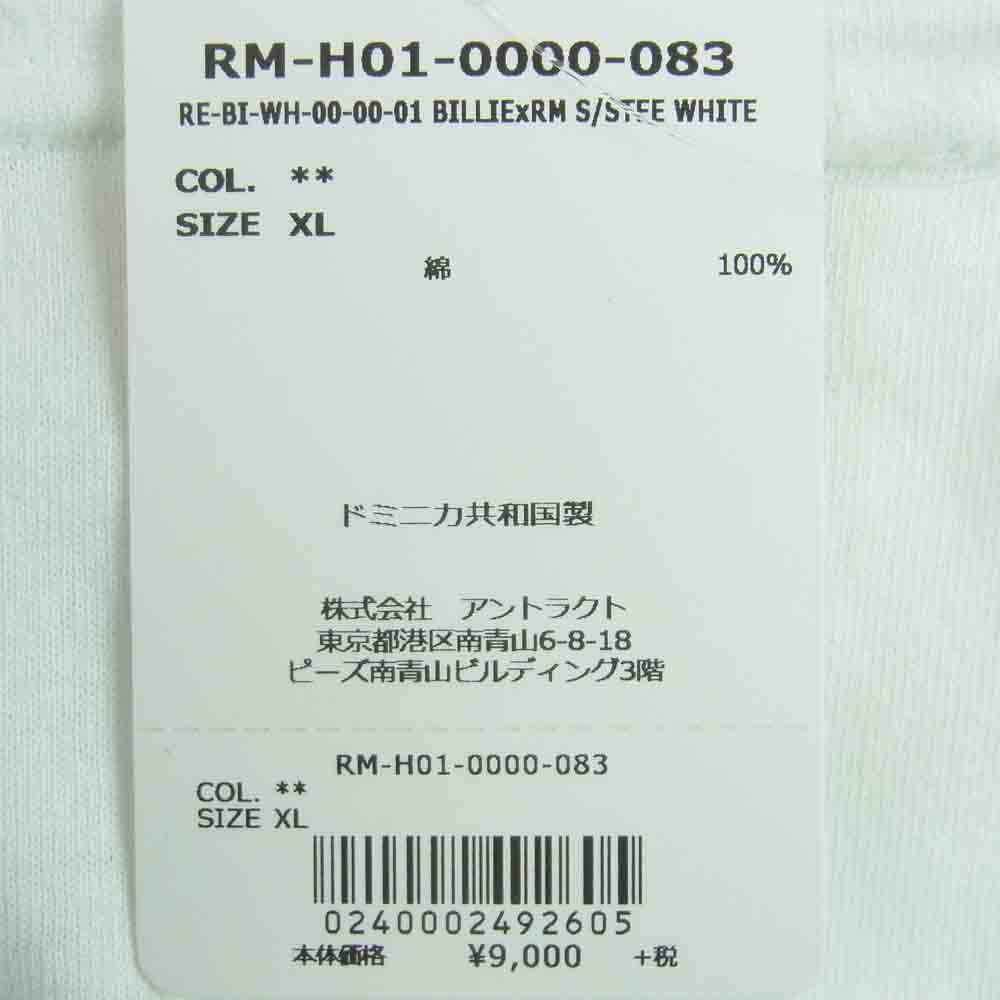 RM-H01-0000-083
RE-BI-WH-00-00-01 BILLIExRM S/STEE WHITE
COL. **
SIZE XL
綿 100%
ドミニカ共和国製
株式会社 アントラクト
東京都港区南青山6-8-18
ピーズ南青山ビルディング3階
RM-H01-0000-083
COL. **
SIZE XL
0240002492605
本体価格 ¥9,000 +税